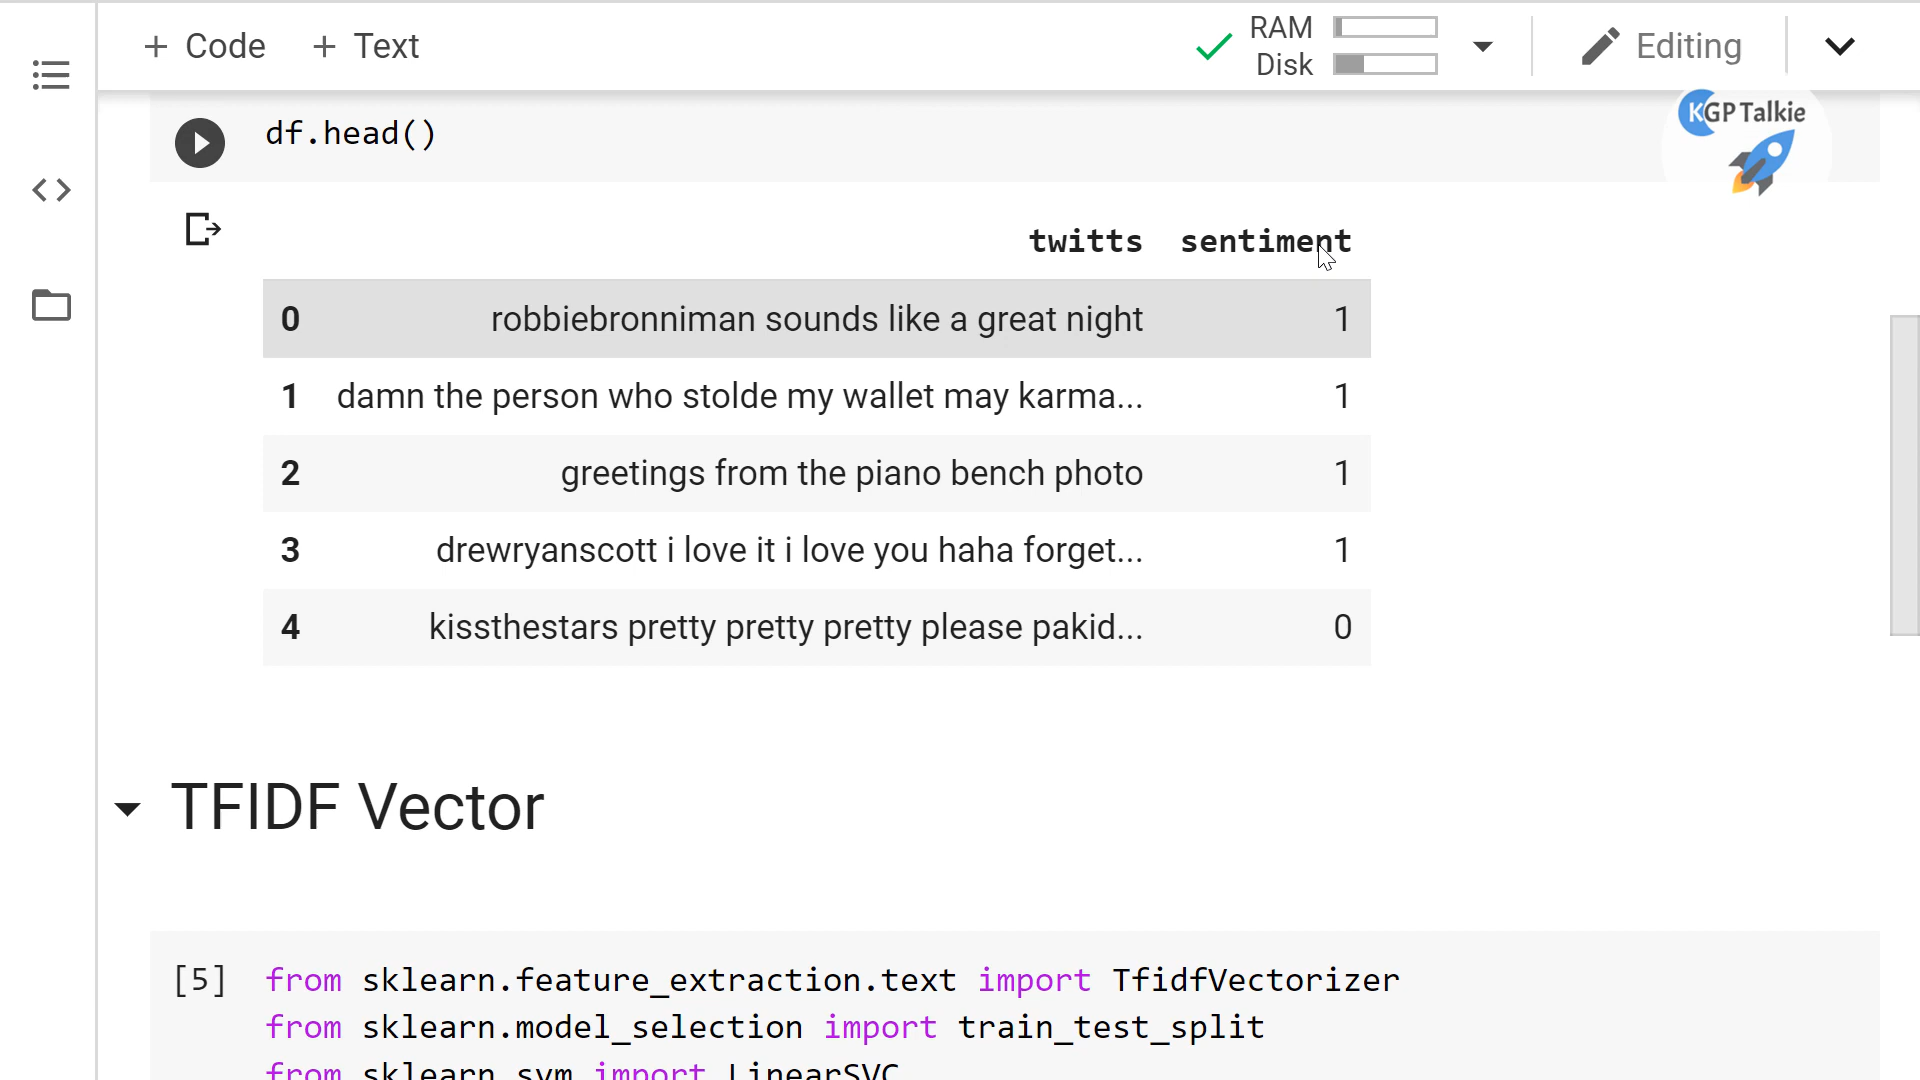 + Code + Text
RAM
Disk
Editing
KGP Talkie
df.head()
twitts sentiment
0 robbiebronniman sounds like a great night 1
1 damn the person who stolde my wallet may karma... 1
2 greetings from the piano bench photo 1
3 drewryanscott i love it i love you haha forget... 1
4 kissthestars pretty pretty pretty please pakid... 0
TFIDF Vector
[5] from sklearn.feature_extraction.text import TfidfVectorizer
from sklearn.model_selection import train_test_split
from sklearn.svm import LinearSVC